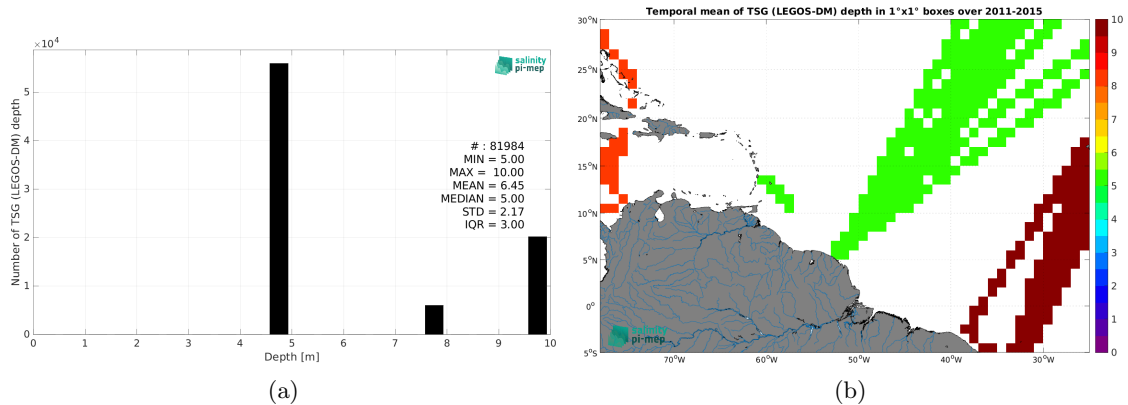 ×10⁴
5
4
3
2
1
0
Number of TSG (LEGOS-DM) depth
salinity
pi-mep
# : 81984
MIN = 5.00
MAX = 10.00
MEAN = 6.45
MEDIAN = 5.00
STD = 2.17
IQR = 3.00
0 1 2 3 4 5 6 7 8 9 10
Depth [m]
(a)
Temporal mean of TSG (LEGOS-DM) depth in 1°x1° boxes over 2011-2015
30°N
25°N
20°N
15°N
10°N
5°N
0°
5°S
70°W 60°W 50°W 40°W 30°W
salinity
pi-mep
10
9
8
7
6
5
4
3
2
1
0
(b)